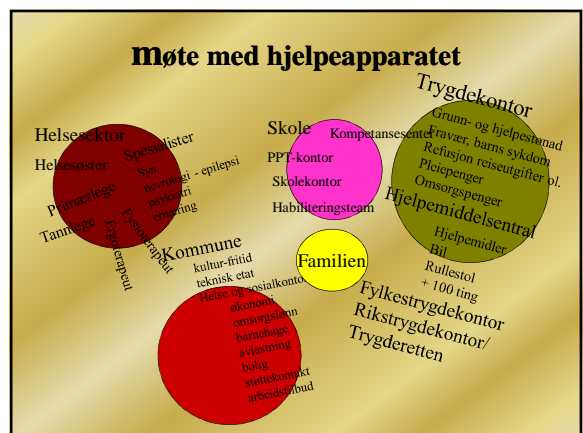 møte med hjelpeapparatet
Helsesektor
Helsesøster
Primærlege
Tannlege
Ergoterapeut
Fysioterapeut
Spesialister
Syn
nevrologi - epilepsi
psykiatri
ernæring
Kommune
kultur-fritid
teknisk etat
Helse og sosialkontor
økonomi
omsorgslønn
barnehage
avlastning
bolig
støttekontakt
arbeidstilbud
Skole
Kompetansesenter
PPT-kontor
Skolekontor
Habiliteringsteam
Familien
Trygdekontor
Grunn- og hjelpestønad
Fravær, barns sykdom
Refusjon reiseutgifter ol.
Pleiepenger
Omsorgspenger
Hjelpemiddelsentral
Hjelpemidler
Bil
Rullestol
+ 100 ting
Fylkestrygdekontor
Rikstrygdekontor/
Trygderetten